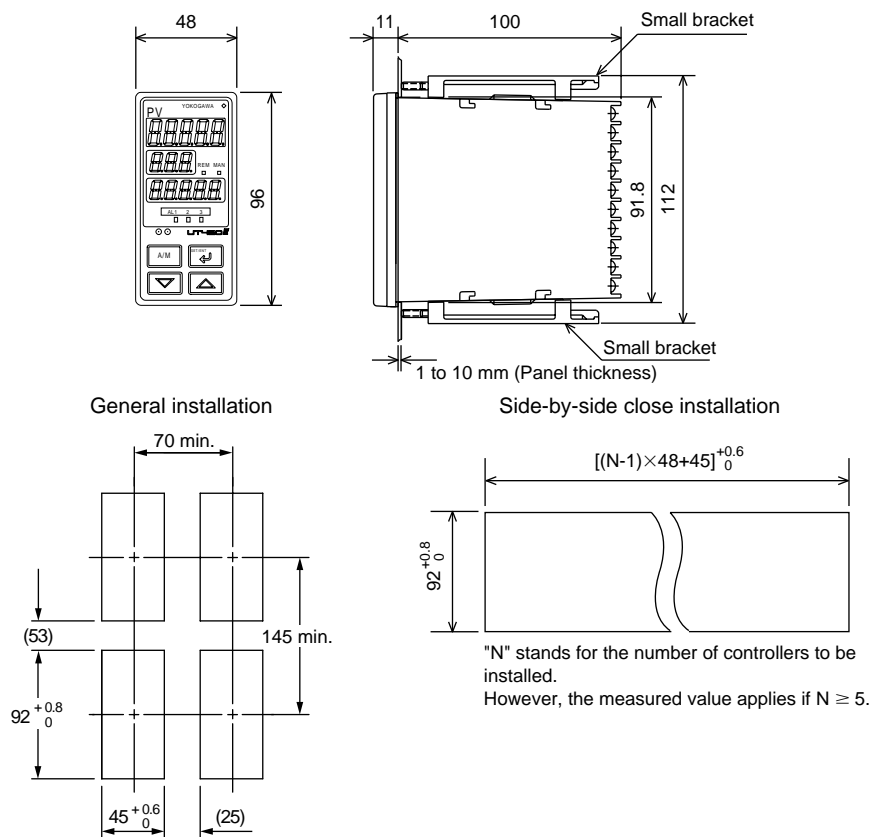 48
11
100
Small bracket
YOKOGAWA
PV
REM MAN
AL1 2 3
A/M
SET/ENT
96
91.8
112
Small bracket
1 to 10 mm (Panel thickness)
General installation
70 min.
(53)
145 min.
92 +0.8 0
45 +0.6 0
(25)
Side-by-side close installation
[(N-1)×48+45] +0.6 0
92 +0.8 0
"N" stands for the number of controllers to be
installed.
However, the measured value applies if N ≥ 5.